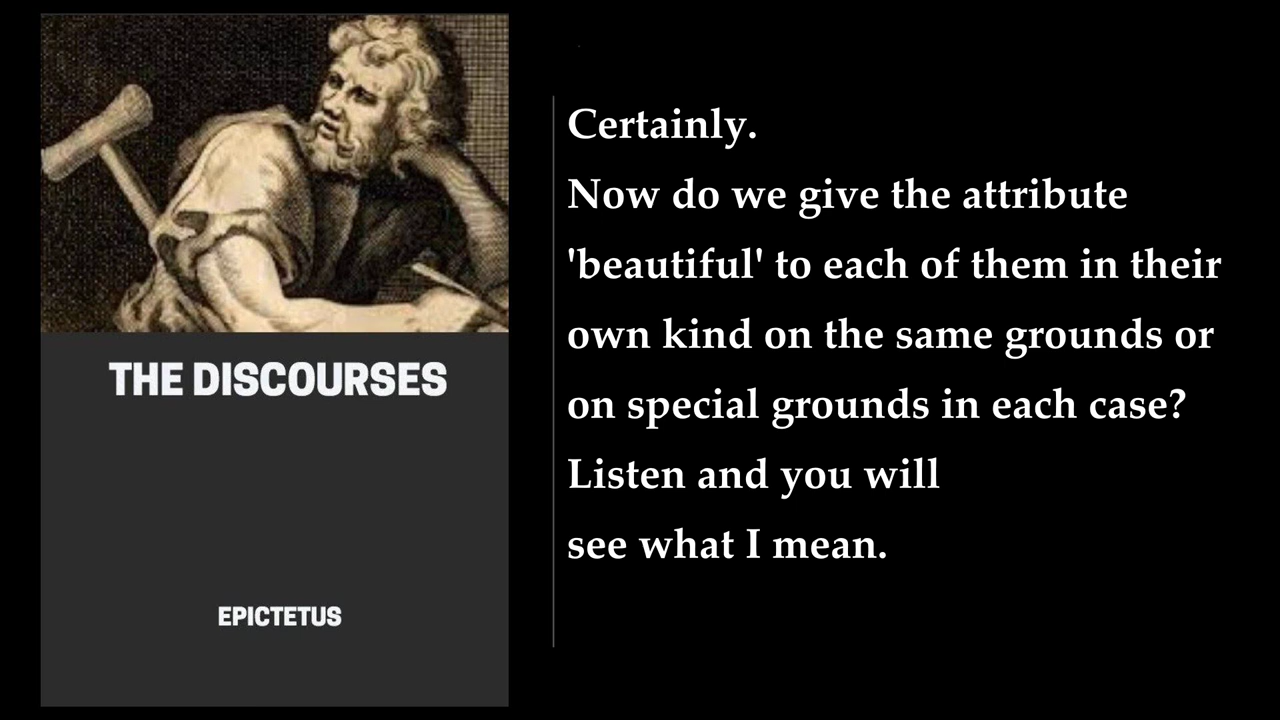 THE DISCOURSES
EPICTETUS
Certainly.
Now do we give the attribute
'beautiful' to each of them in their
own kind on the same grounds or
on special grounds in each case?
Listen and you will
see what I mean.